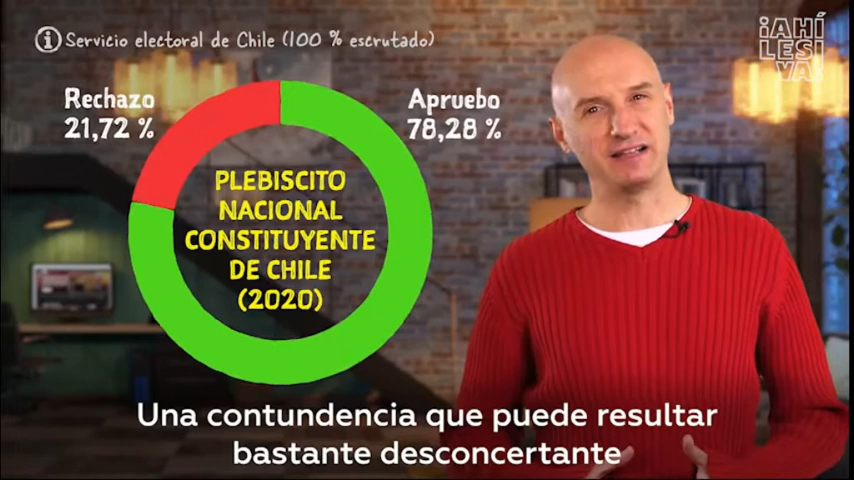 Servicio electoral de Chile (100 % escrutado)
¡AHÍ
LES
VA!
Rechazo
21,72 %
Apruebo
78,28 %
PLEBISCITO
NACIONAL
CONSTITUYENTE
DE CHILE
(2020)
Una contundencia que puede resultar
bastante desconcertante